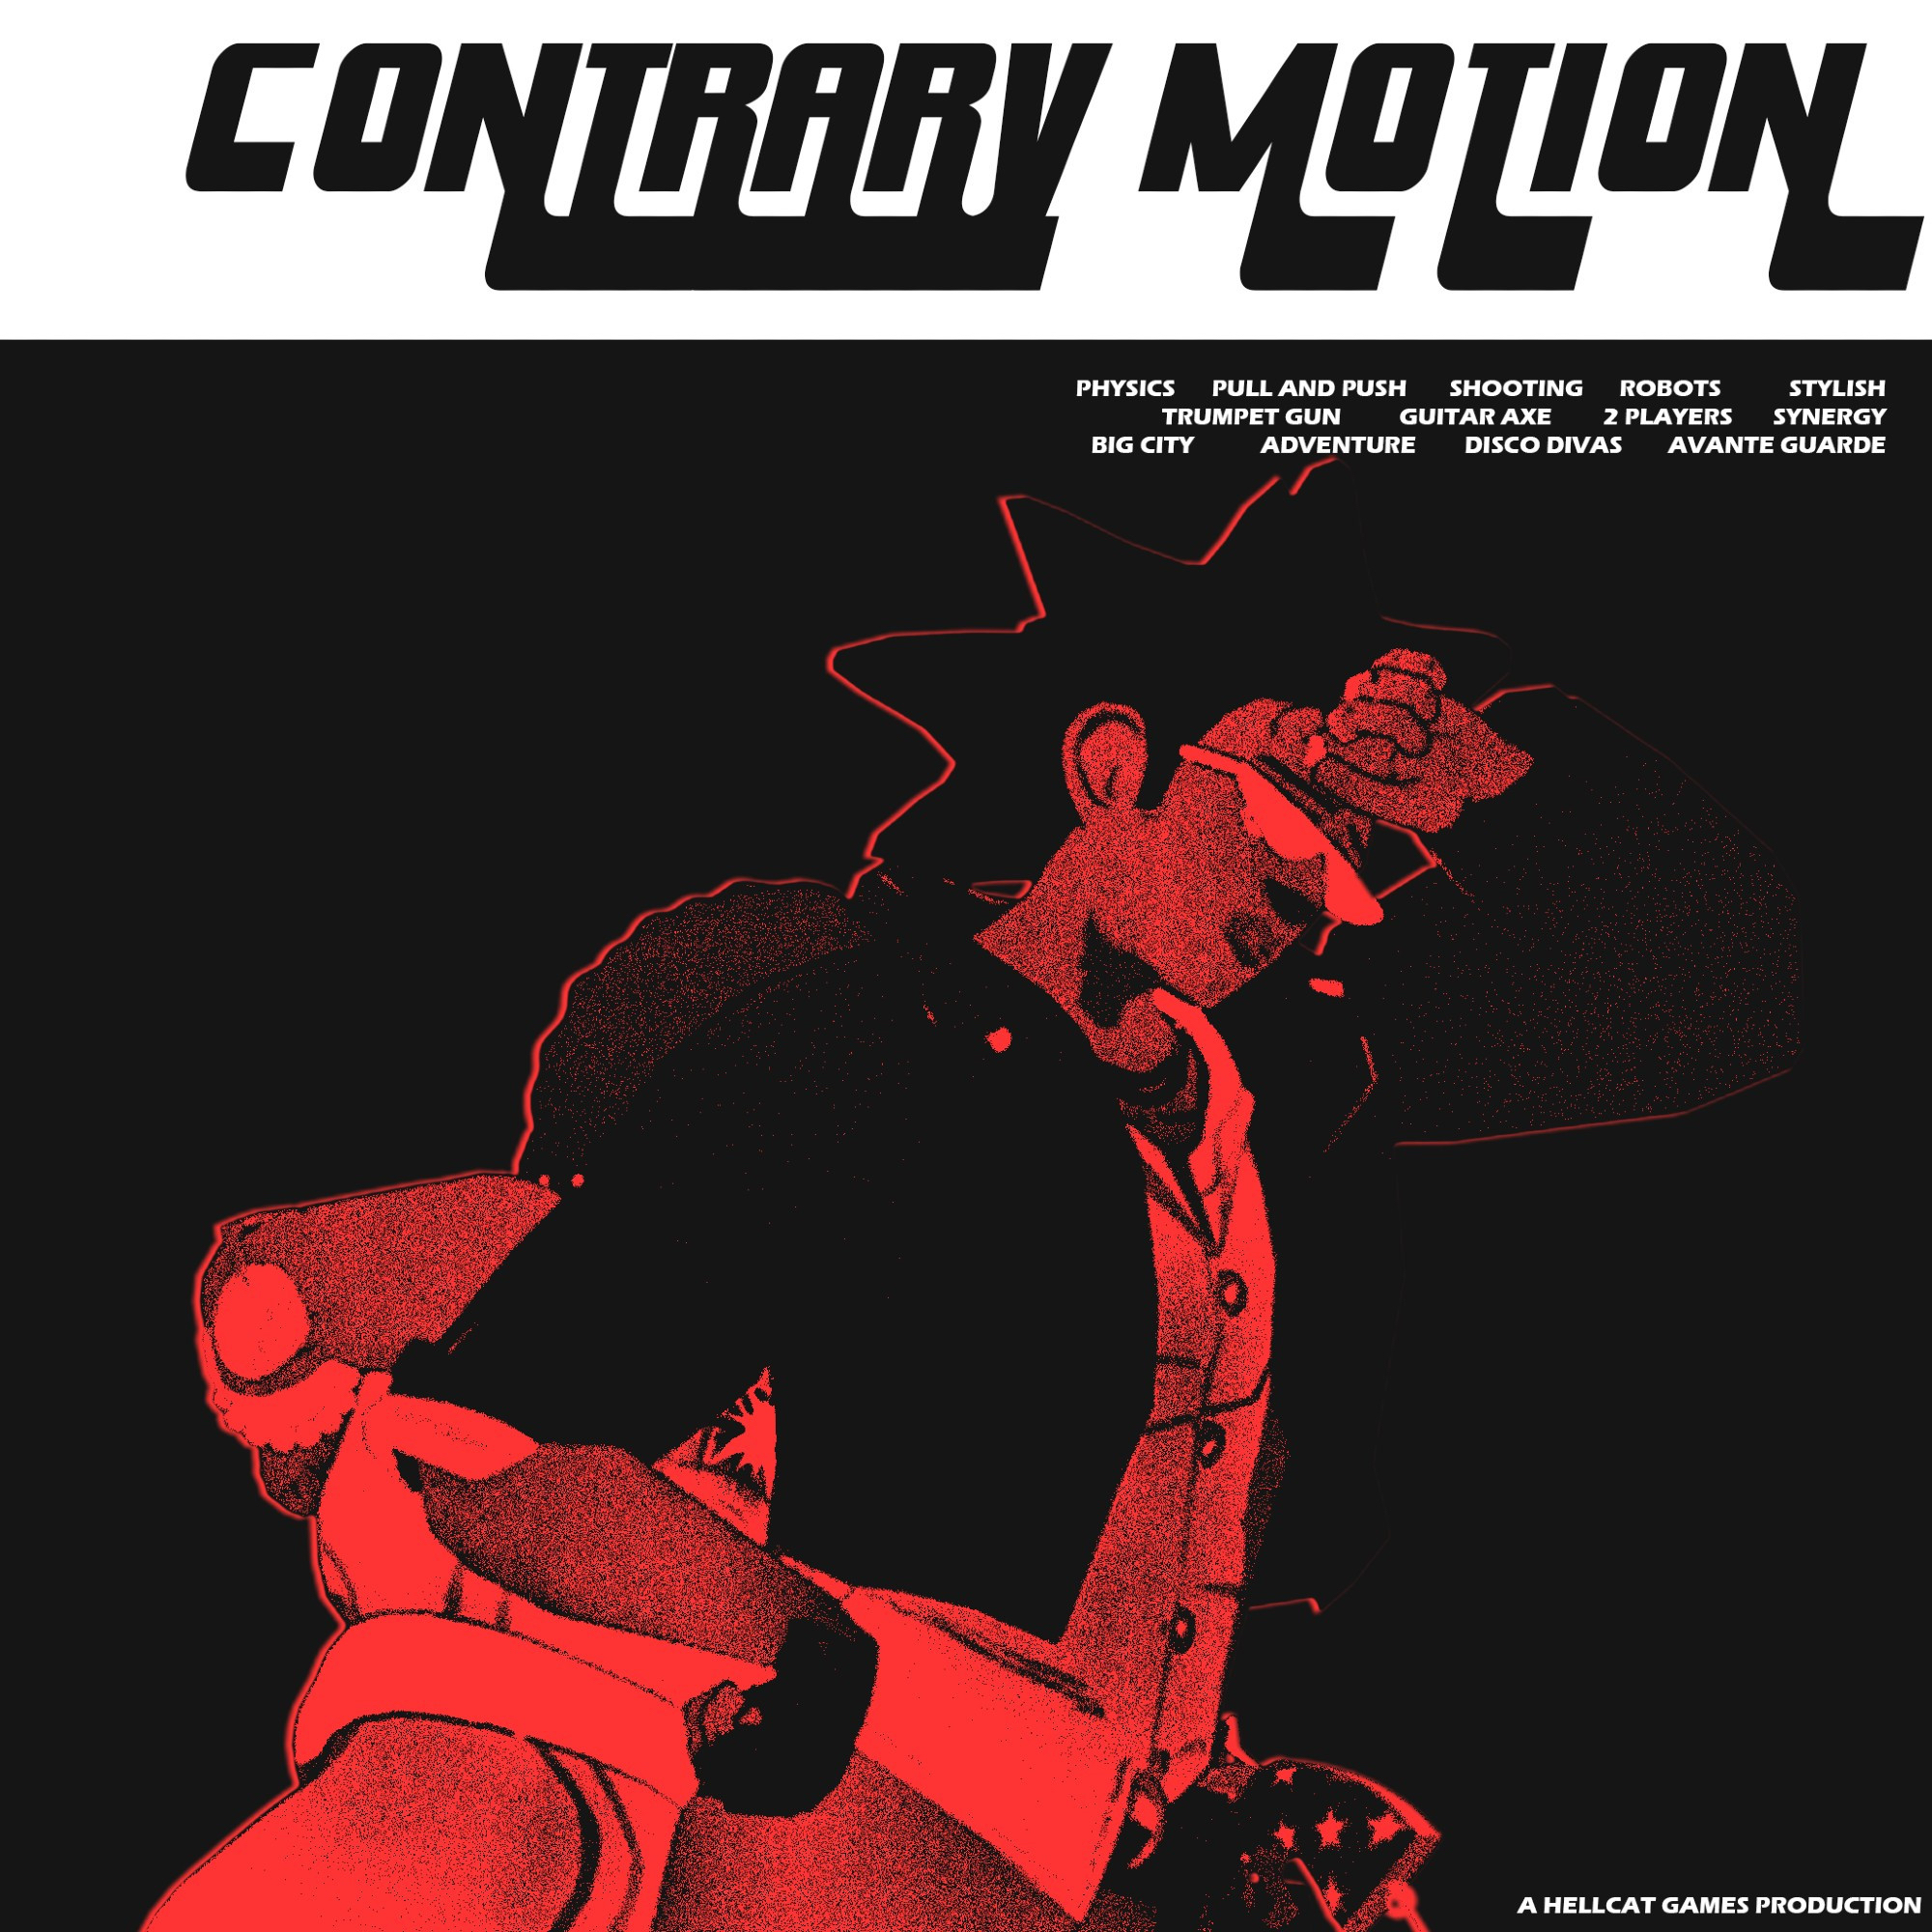 CONTRARY MOTION
PHYSICS PULL AND PUSH SHOOTING ROBOTS STYLISH
TRUMPET GUN GUITAR AXE 2 PLAYERS SYNERGY
BIG CITY ADVENTURE DISCO DIVAS AVANTE GUARDE
A HELLCAT GAMES PRODUCTION